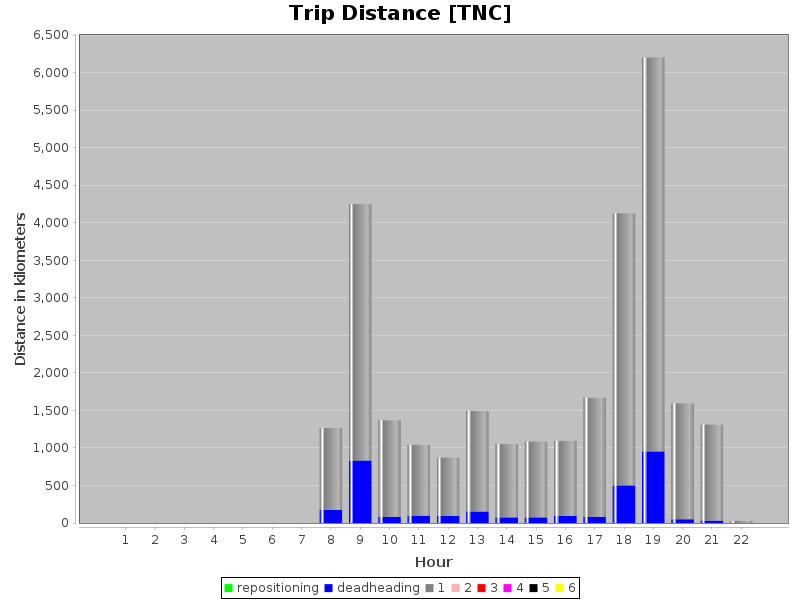 Trip Distance [TNC]
6,500
6,000
5,500
5,000
4,500
4,000
3,500
3,000
2,500
2,000
1,500
1,000
500
0
Distance in kilometers
1 2 3 4 5 6 7 8 9 10 11 12 13 14 15 16 17 18 19 20 21 22
Hour
repositioning deadheading 1 2 3 4 5 6